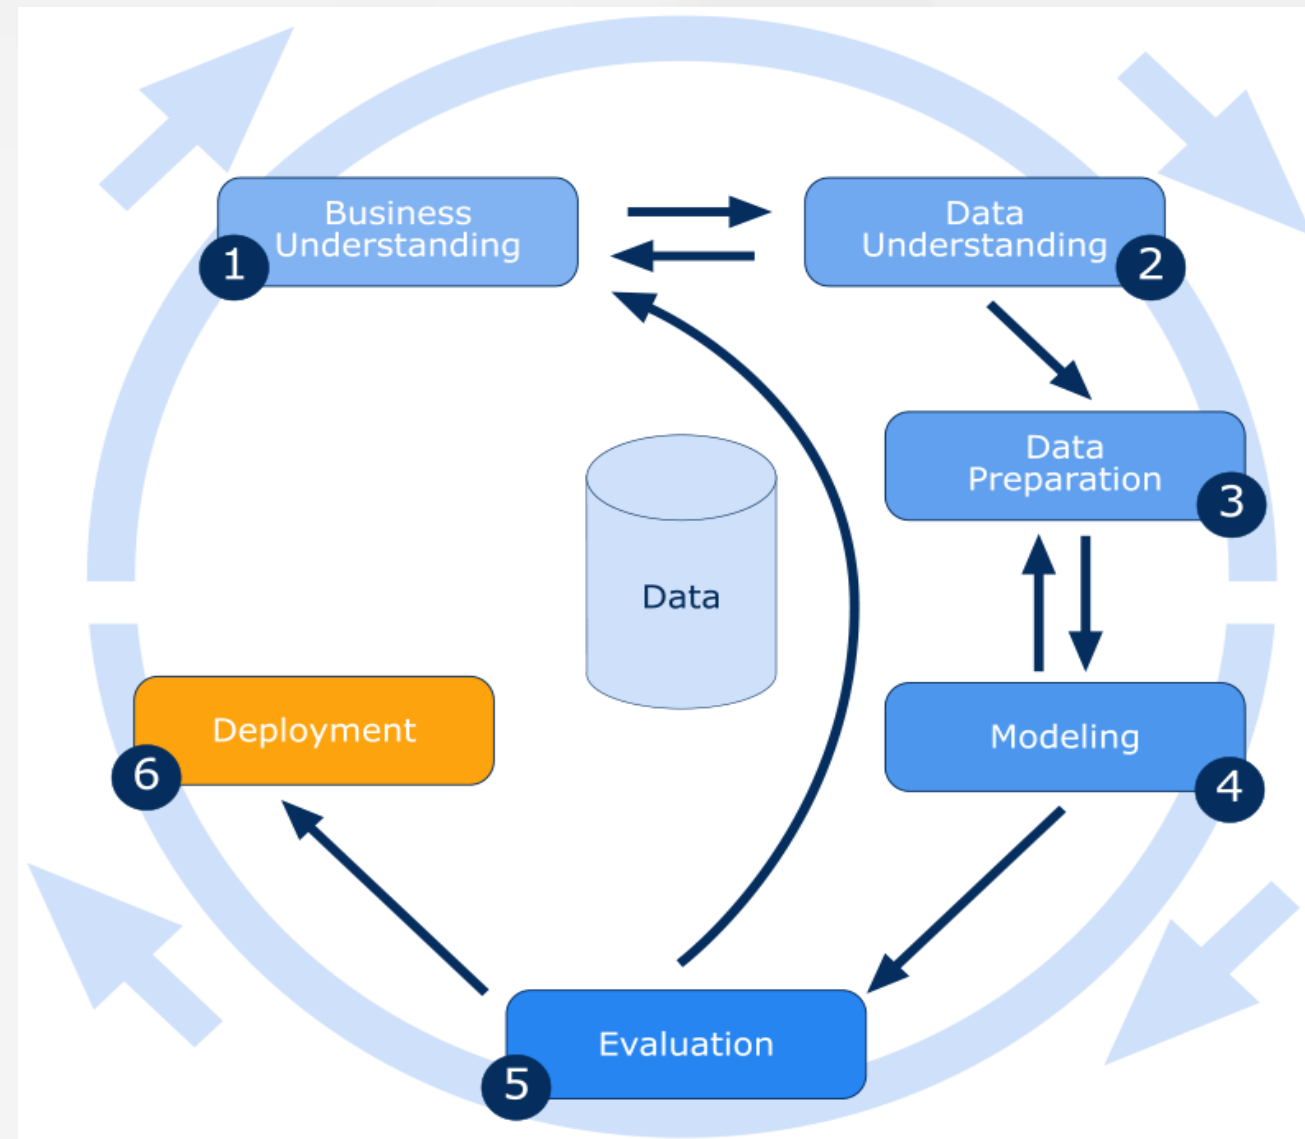 Business
Understanding
1
Data
Understanding
2
Data
Preparation
3
Data
Modeling
4
Deployment
6
Evaluation
5